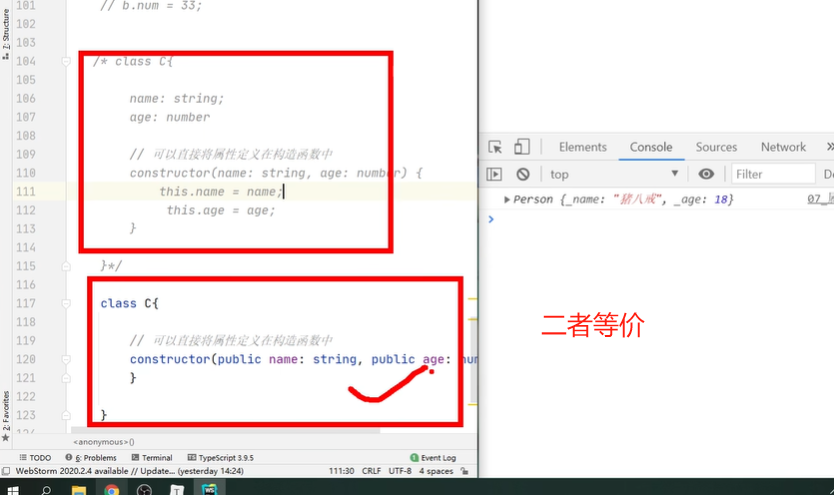 101 // b.num = 33;
102
103
104 /* class C{
105
106 name: string;
107 age: number
108
109 // 可以直接将属性定义在构造函数中
110 constructor(name: string, age: number) {
111 this.name = name;
112 this.age = age;
113 }
114
115 }*/
116
117 class C{
118
119 // 可以直接将属性定义在构造函数中
120 constructor(public name: string, public age:
121 }
122
123 }
Z: Structure
2: Favorites
<anonymous>()
TODO 6: Problems Terminal TypeScript 3.9.5 Event Log
WebStorm 2020.2.4 available // Update... (yesterday 14:24) 111:30 CRLF UTF-8 4 spaces
Elements Console Sources Network »
top Filter
Person {_name: "猪八戒", _age: 18} 07_
二者等价